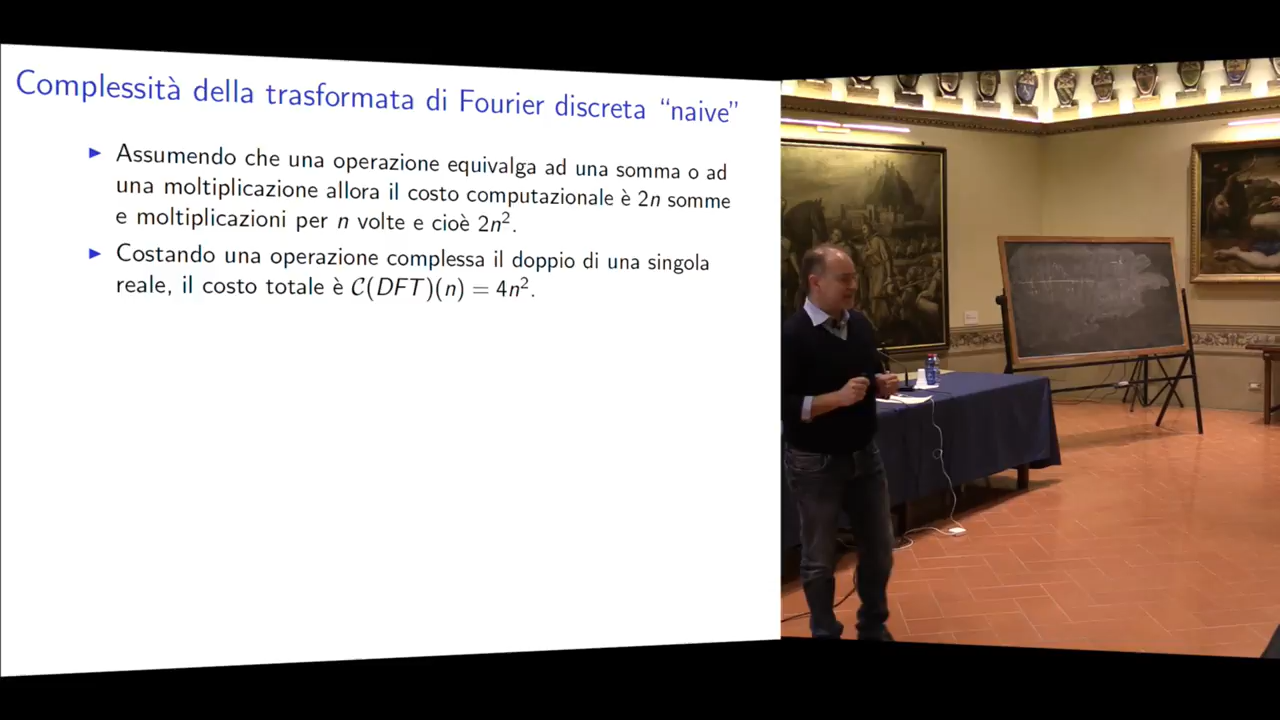 Complessità della trasformata di Fourier discreta “naive”
▶ Assumendo che una operazione equivalga ad una somma o ad
una moltiplicazione allora il costo computazionale è 2n somme
e moltiplicazioni per n volte e cioè 2n².
▶ Costando una operazione complessa il doppio di una singola
reale, il costo totale è 𝒞(DFT)(n) = 4n².